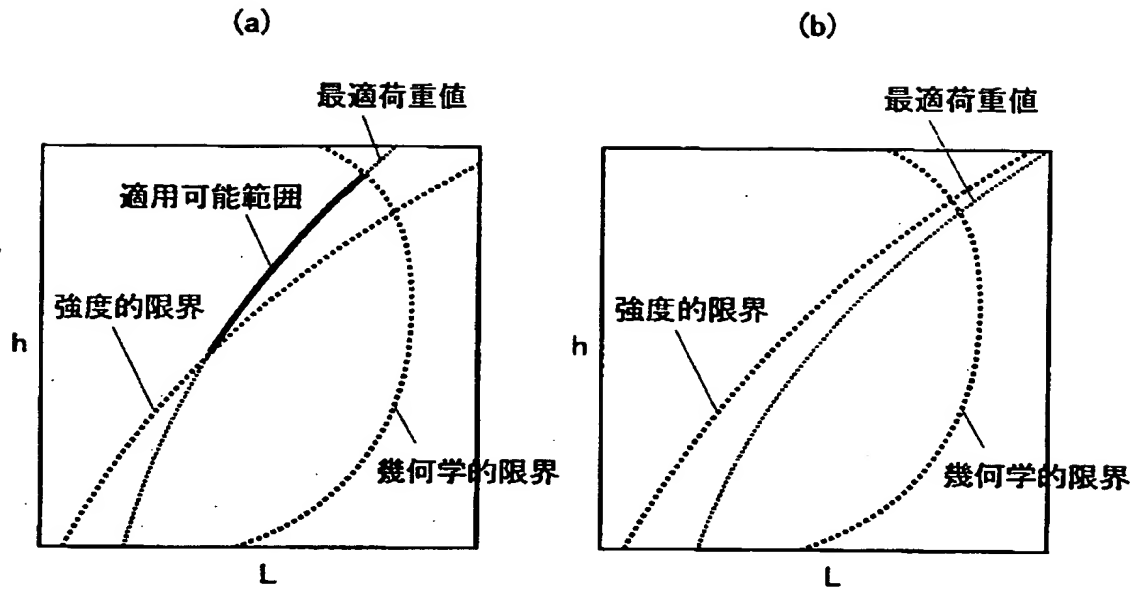 (a)
最適荷重値
適用可能範囲
強度的限界
h
幾何学的限界
L
(b)
最適荷重値
強度的限界
h
幾何学的限界
L